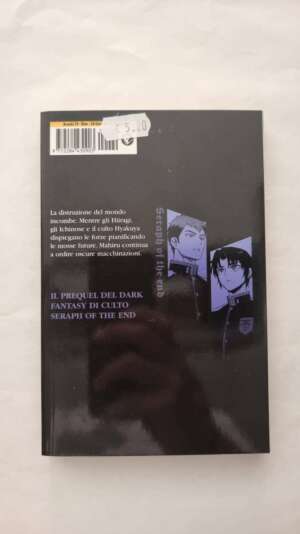 € 5.20
La distruzione del mondo
incombe. Mentre gli Hiiragi,
gli Ichinose e il culto Hyakuya
dispiegano le forze pianificando
le mosse future, Mahiru continua
a ordire oscure macchinazioni.
Seraph of the end
IL PREQUEL DEL DARK
FANTASY DI CULTO
SERAPH OF THE END